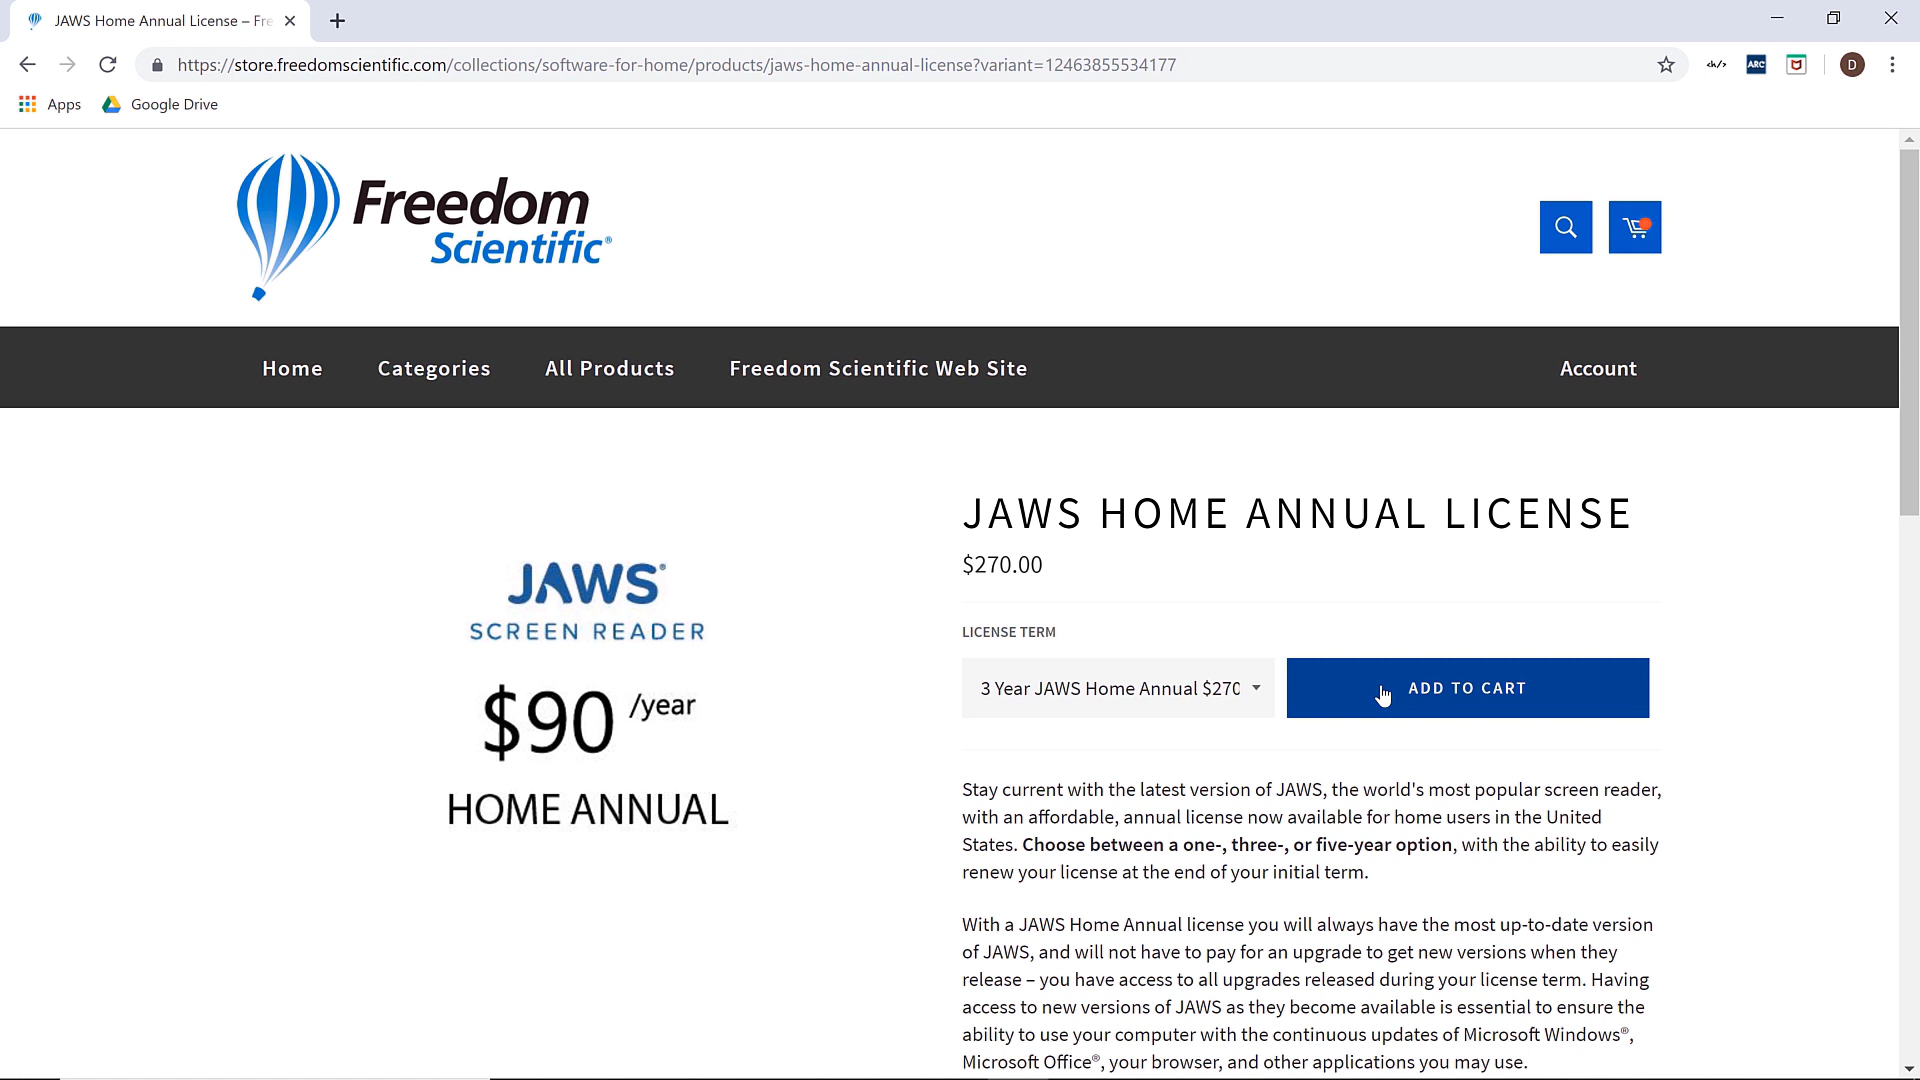 JAWS Home Annual License – Fre
https://store.freedomscientific.com/collections/software-for-home/products/jaws-home-annual-license?variant=12463855534177
ARC
D
Apps
Google Drive
Freedom
Scientific®
Home
Categories
All Products
Freedom Scientific Web Site
Account
JAWS HOME ANNUAL LICENSE
$270.00
LICENSE TERM
3 Year JAWS Home Annual $270
ADD TO CART
JAWS®
SCREEN READER
$90 /year
HOME ANNUAL
Stay current with the latest version of JAWS, the world's most popular screen reader,
with an affordable, annual license now available for home users in the United
States. Choose between a one-, three-, or five-year option, with the ability to easily
renew your license at the end of your initial term.
With a JAWS Home Annual license you will always have the most up-to-date version
of JAWS, and will not have to pay for an upgrade to get new versions when they
release – you have access to all upgrades released during your license term. Having
access to new versions of JAWS as they become available is essential to ensure the
ability to use your computer with the continuous updates of Microsoft Windows®,
Microsoft Office®, your browser, and other applications you may use.